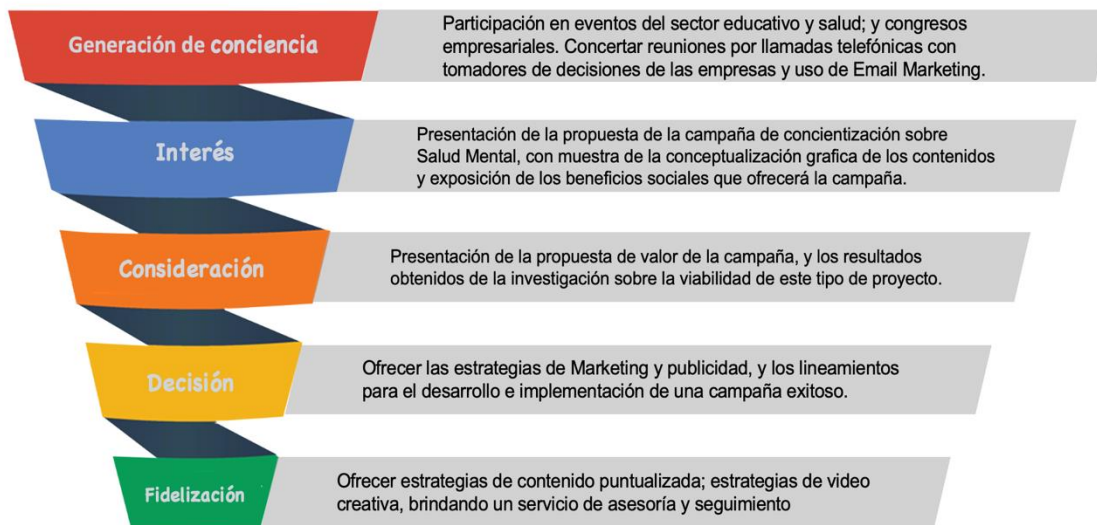 Generación de conciencia
Participación en eventos del sector educativo y salud; y congresos
empresariales. Concertar reuniones por llamadas telefónicas con
tomadores de decisiones de las empresas y uso de Email Marketing.
Interés
Presentación de la propuesta de la campaña de concientización sobre
Salud Mental, con muestra de la conceptualización grafica de los contenidos
y exposición de los beneficios sociales que ofrecerá la campaña.
Consideración
Presentación de la propuesta de valor de la campaña, y los resultados
obtenidos de la investigación sobre la viabilidad de este tipo de proyecto.
Decisión
Ofrecer las estrategias de Marketing y publicidad, y los lineamientos
para el desarrollo e implementación de una campaña exitoso.
Fidelización
Ofrecer estrategias de contenido puntualizada; estrategias de video
creativa, brindando un servicio de asesoría y seguimiento